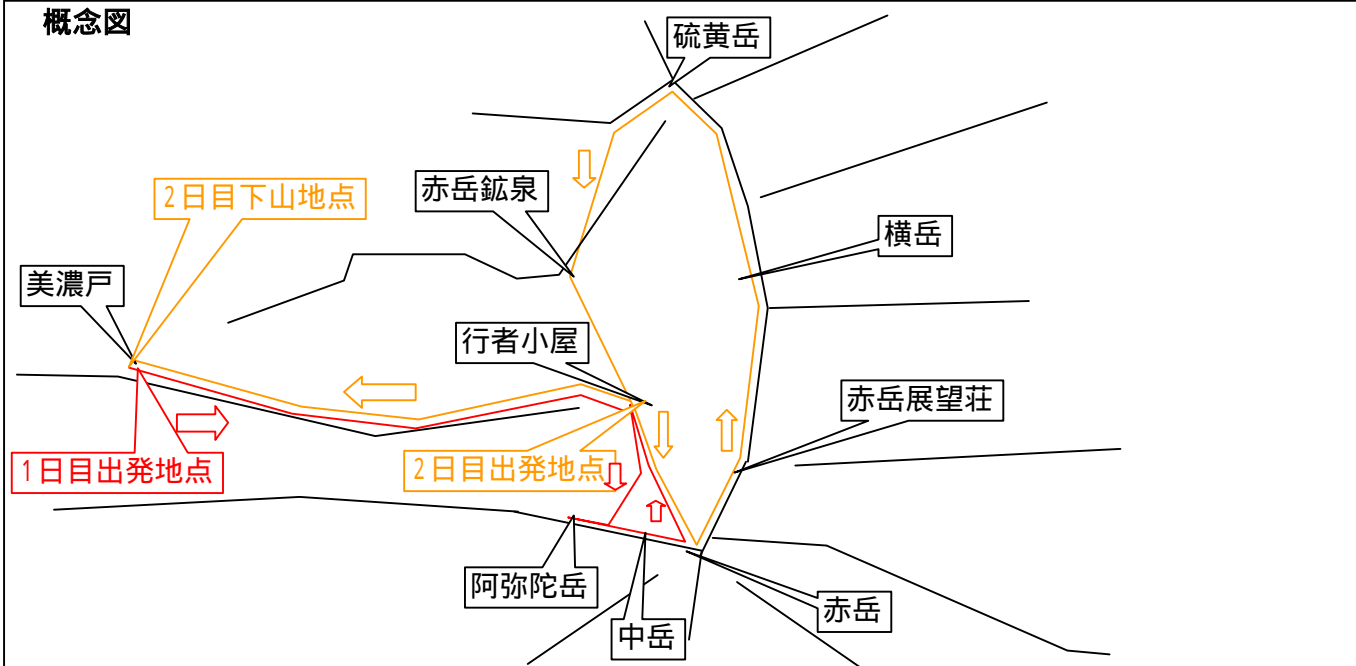 概念図
硫黄岳
赤岳鉱泉
2日目下山地点
横岳
美濃戸
行者小屋
赤岳展望荘
1日目出発地点
2日目出発地点
阿弥陀岳
赤岳
中岳